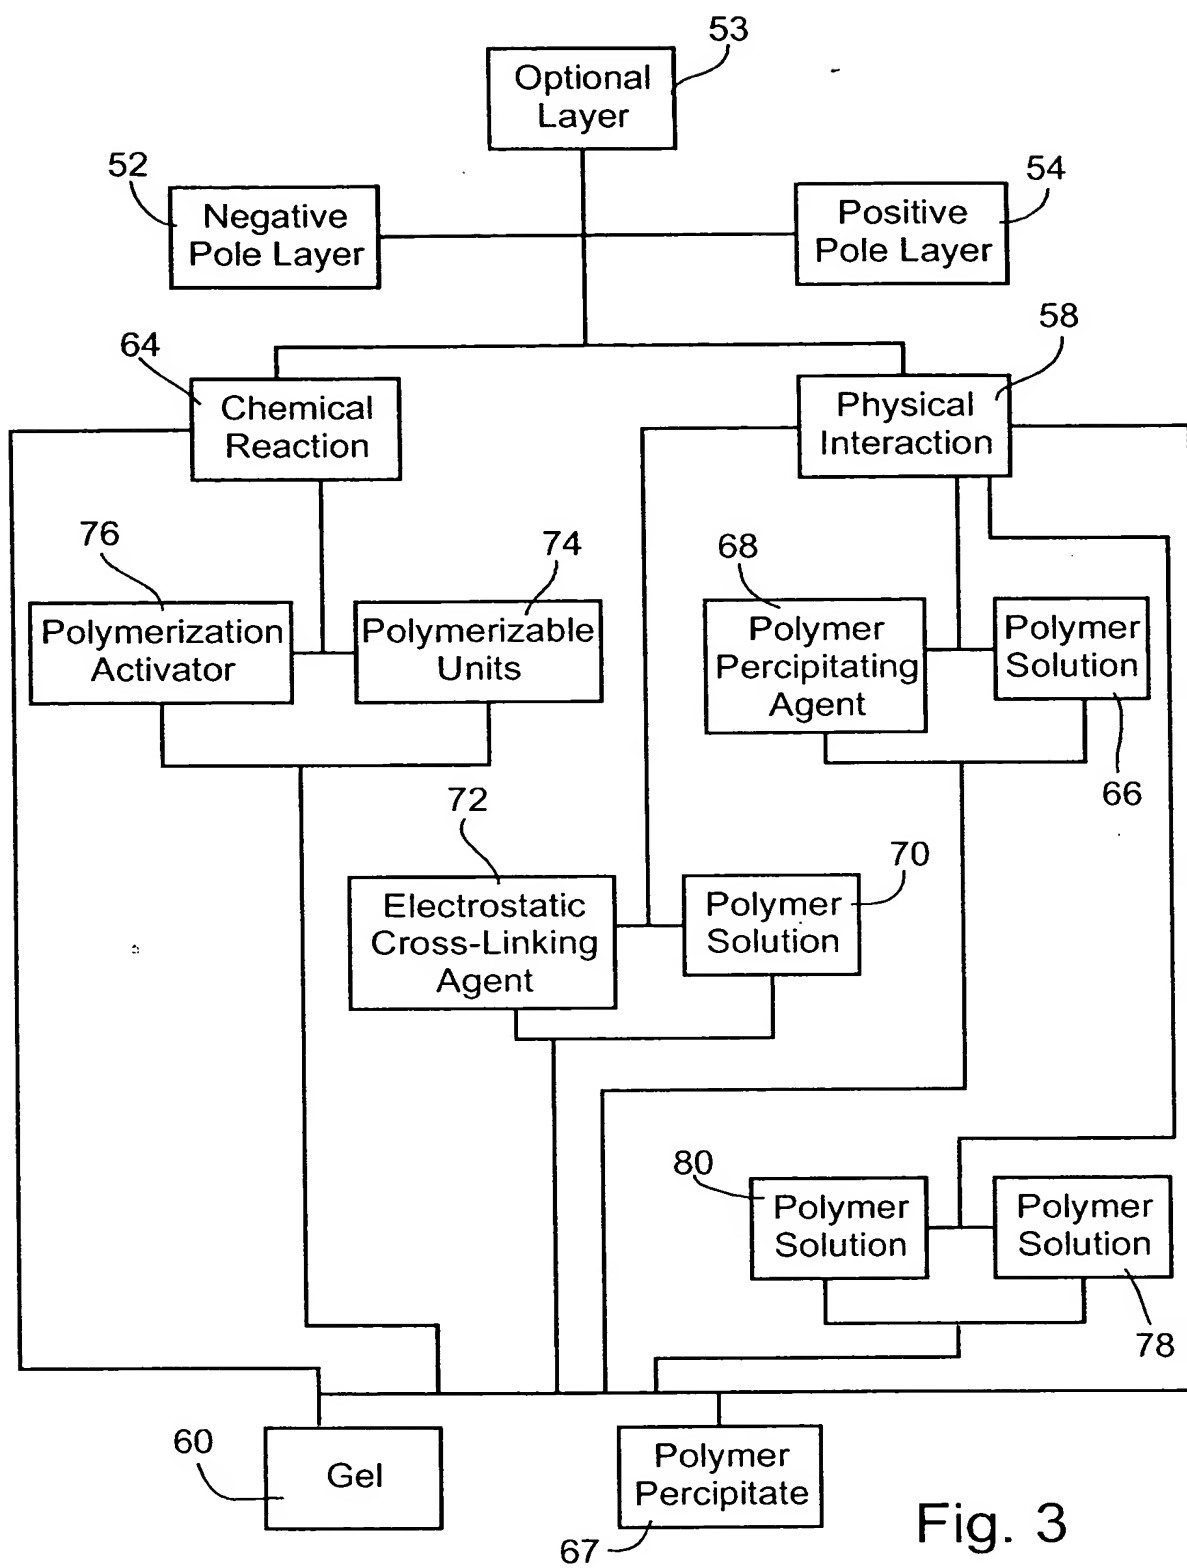 53
Optional
Layer
52
54
Negative
Pole Layer
Positive
Pole Layer
64
58
Chemical
Reaction
Physical
Interaction
76
74
68
Polymerization
Activator
Polymerizable
Units
Polymer
Percipitating
Agent
Polymer
Solution
66
72
70
Electrostatic
Cross-Linking
Agent
Polymer
Solution
80
Polymer
Solution
Polymer
Solution
78
60
Gel
Polymer
Percipitate
67
Fig. 3